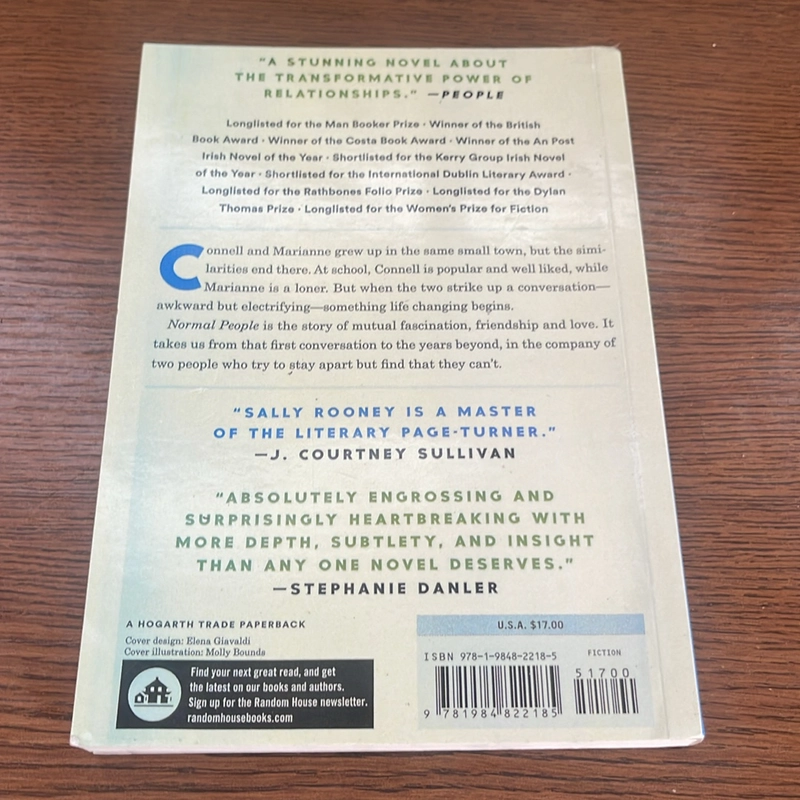 "A STUNNING NOVEL ABOUT
THE TRANSFORMATIVE POWER OF
RELATIONSHIPS." —PEOPLE
Longlisted for the Man Booker Prize · Winner of the British
Book Award · Winner of the Costa Book Award · Winner of the An Post
Irish Novel of the Year · Shortlisted for the Kerry Group Irish Novel
of the Year · Shortlisted for the International Dublin Literary Award ·
Longlisted for the Rathbones Folio Prize · Longlisted for the Dylan
Thomas Prize · Longlisted for the Women's Prize for Fiction
Connell and Marianne grew up in the same small town, but the simi-
larities end there. At school, Connell is popular and well liked, while
Marianne is a loner. But when the two strike up a conversation—
awkward but electrifying—something life changing begins.
Normal People is the story of mutual fascination, friendship and love. It
takes us from that first conversation to the years beyond, in the company of
two people who try to stay apart but find that they can't.
"SALLY ROONEY IS A MASTER
OF THE LITERARY PAGE-TURNER."
—J. COURTNEY SULLIVAN
"ABSOLUTELY ENGROSSING AND
SURPRISINGLY HEARTBREAKING WITH
MORE DEPTH, SUBTLETY, AND INSIGHT
THAN ANY ONE NOVEL DESERVES."
—STEPHANIE DANLER
A HOGARTH TRADE PAPERBACK
Cover design: Elena Giavaldi
Cover illustration: Molly Bounds
Find your next great read, and get
the latest on our books and authors.
Sign up for the Random House newsletter.
randomhousebooks.com
U.S.A. $17.00
ISBN 978-1-9848-2218-5
FICTION
51700
9 781984 822185